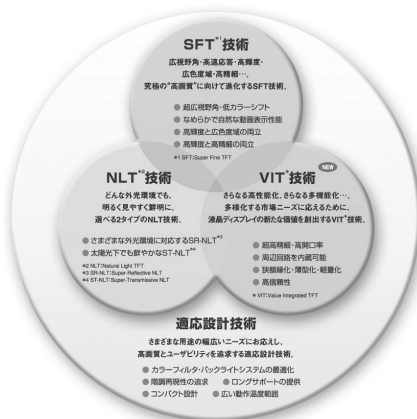 SFT*1技術
広視野角・高速応答・高輝度・
広色度域・高精細…。
究極の"高画質"に向けて進化するSFT技術。
● 超広視野角・低カラーシフト
● なめらかで自然な動画表示性能
● 高輝度と広色度域の両立
● 高輝度と高精細の両立
*1 SFT:Super Fine TFT
NLT*2技術
どんな外光環境でも、
明るく見やすく鮮明に。
選べる2タイプのNLT技術。
● さまざまな外光環境に対応するSR-NLT*3
● 太陽光下でも鮮やかなST-NLT*4
*2 NLT:Natural Light TFT
*3 SR-NLT:Super-Reflective NLT
*4 ST-NLT:Super-Transmissive NLT
NEW
VIT*技術
さらなる高性能化、さらなる多機能化…。
多様化する市場ニーズに応えるために、
液晶ディスプレイの新たな価値を創出するVIT*技術。
● 超高精細・高開口率
● 周辺回路を内蔵可能
● 狭額縁化・薄型化・軽量化
● 高信頼性
* VIT:Value Integrated TFT
適応設計技術
さまざまな用途の幅広いニーズにお応えし、
高画質とユーザビリティを追求する適応設計技術。
● カラーフィルタ・バックライトシステムの最適化
● 階調再現性の追求 ● ロングサポートの提供
● コンパクト設計 ● 広い動作温度範囲